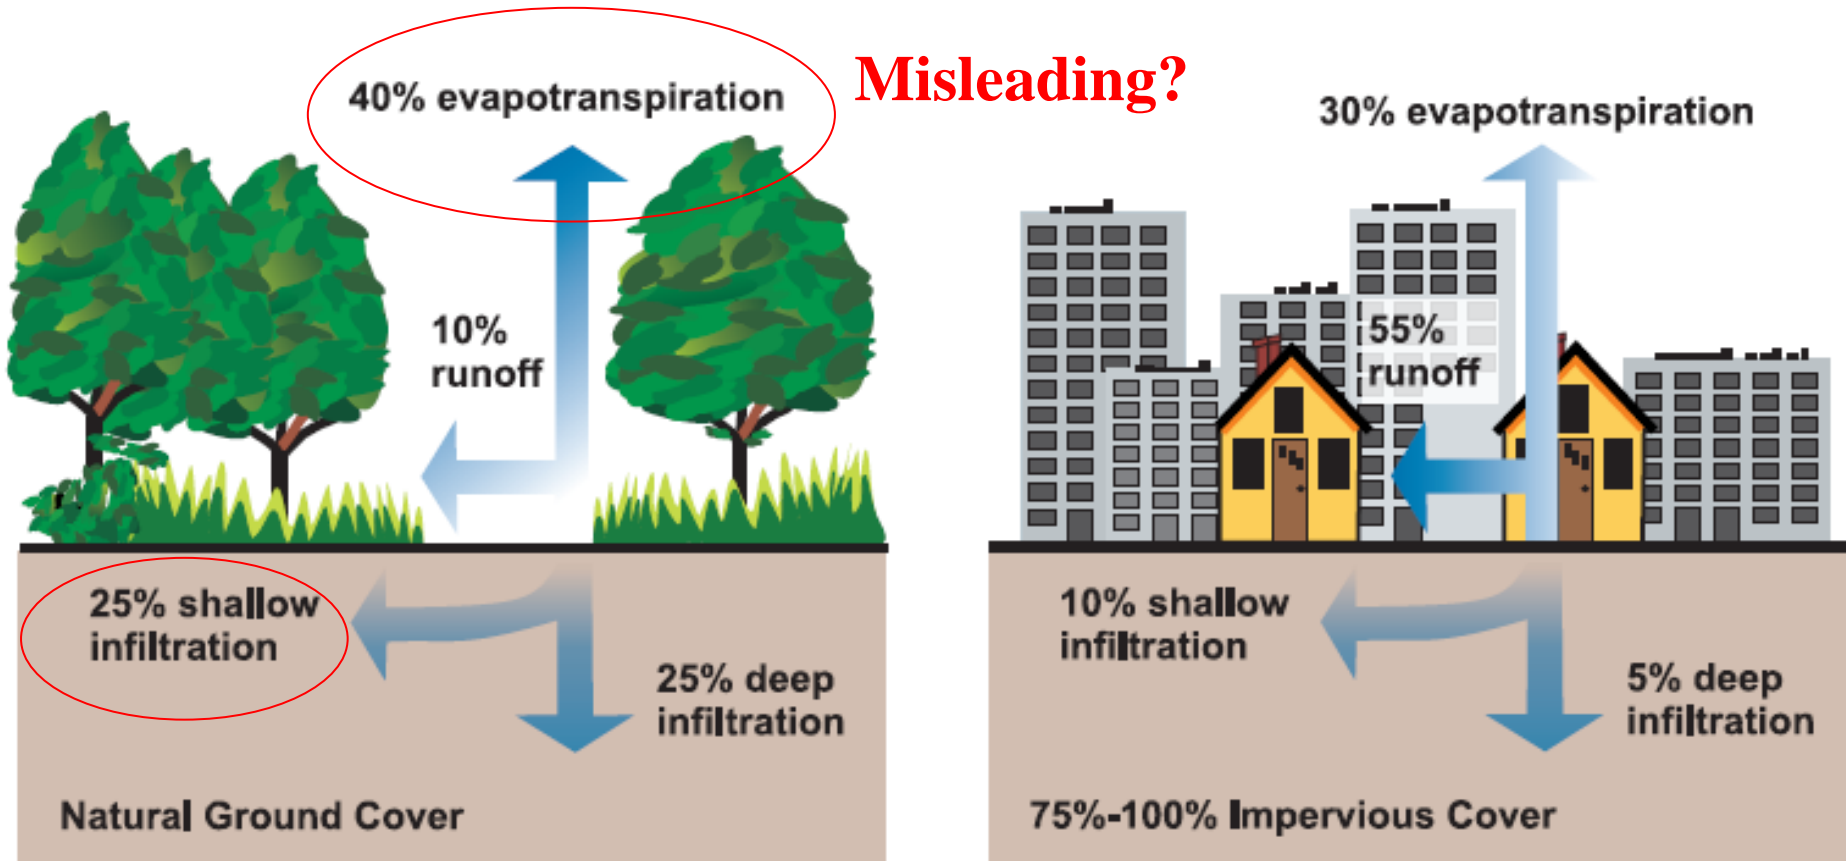 40% evapotranspiration
Misleading?
10%
runoff
25% shallow
infiltration
25% deep
infiltration
Natural Ground Cover
30% evapotranspiration
55%
runoff
10% shallow
infiltration
5% deep
infiltration
75%-100% Impervious Cover